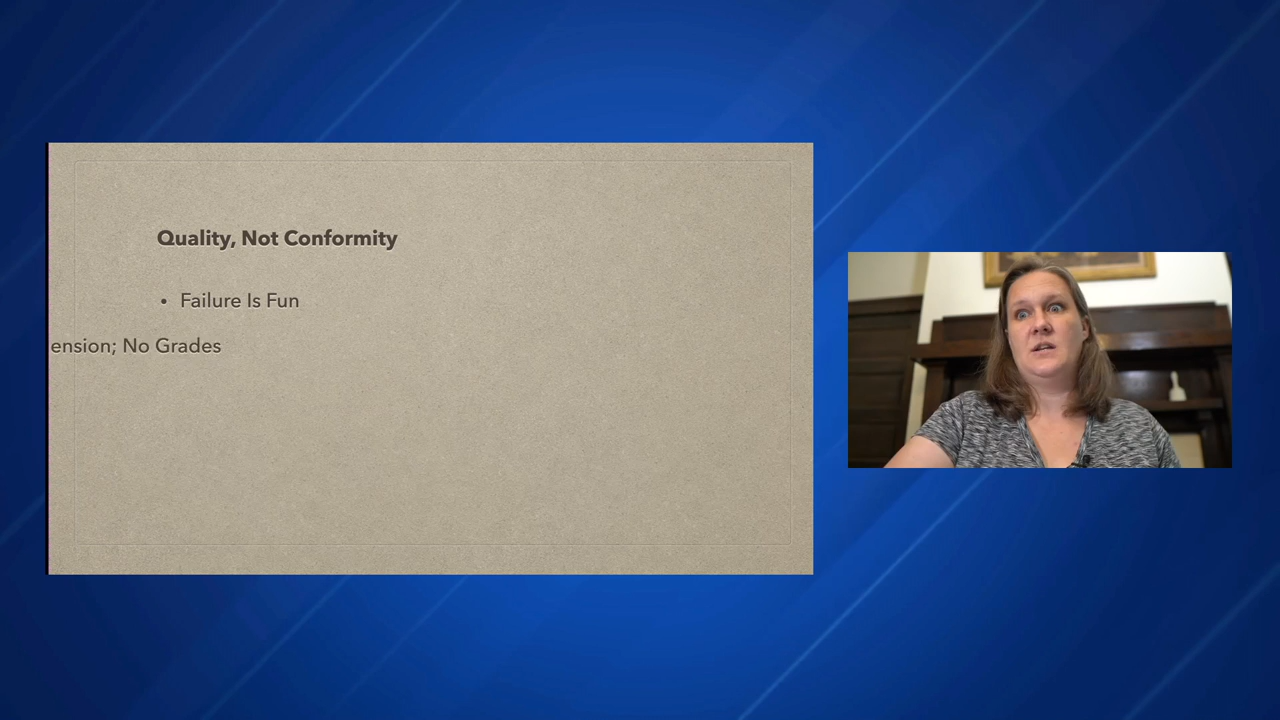 Quality, Not Conformity
• Failure Is Fun
ension; No Grades